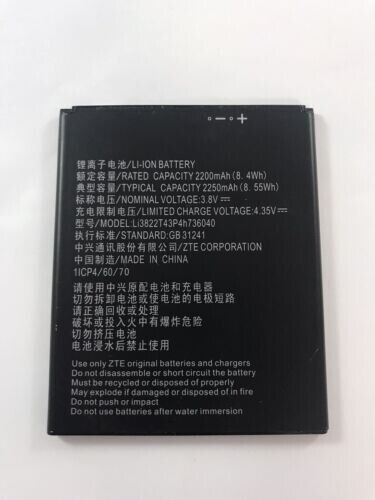 锂离子电池/LI-ION BATTERY
额定容量/RATED CAPACITY 2200mAh(8.4Wh)
典型容量/TYPICAL CAPACITY 2250mAh(8.55Wh)
标称电压/NOMINAL VOLTAGE:3.8V
充电限制电压/LIMITED CHARGE VOLTAGE:4.35V
型号/MODEL:Li3822T43P4h736040
执行标准/STANDARD:GB 31241
中兴通讯股份有限公司/ZTE CORPORATION
中国制造/MADE IN CHINA
1ICP4/60/70
请使用中兴原配电池和充电器
切勿拆卸电池或使电池的电极短路
请正确回收或处理
破坏或投入火中有爆炸危险
切勿挤压电池
电池浸水后禁止使用
Use only ZTE original batteries and chargers
Do not disassemble or short circuit the battery
Must be recycled or disposed of properly
May explode if damaged or disposed of in fire
Do not push or impact
Do not use batteries after water immersion